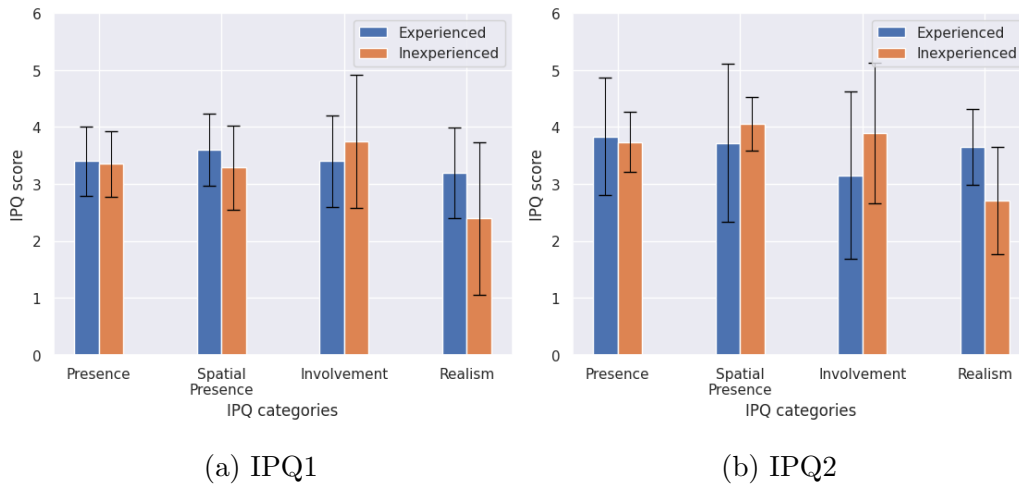 6
5
4
3
2
1
0
IPQ score
Experienced
Inexperienced
Presence
Spatial
Presence
Involvement
Realism
IPQ categories
(a) IPQ1
6
5
4
3
2
1
0
IPQ score
Experienced
Inexperienced
Presence
Spatial
Presence
Involvement
Realism
IPQ categories
(b) IPQ2